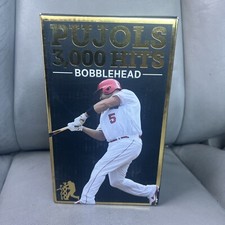 PUJOLS
3,000 HITS
BOBBLEHEAD
5